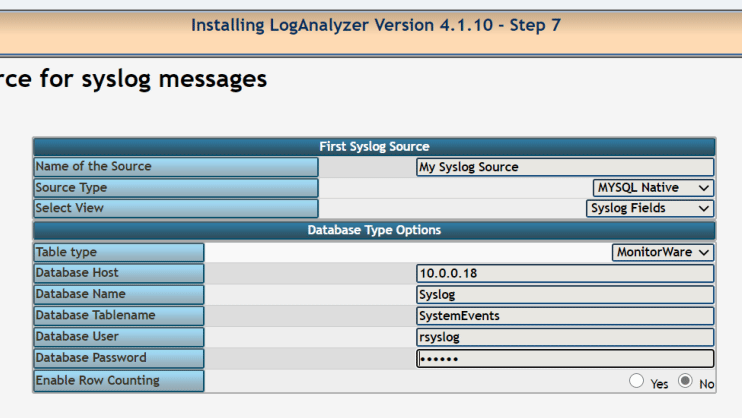 Installing LogAnalyzer Version 4.1.10 - Step 7
rce for syslog messages
First Syslog Source
Name of the Source My Syslog Source
Source Type MYSQL Native
Select View Syslog Fields
Database Type Options
Table type MonitorWare
Database Host 10.0.0.18
Database Name Syslog
Database Tablename SystemEvents
Database User rsyslog
Database Password ••••••
Enable Row Counting Yes No